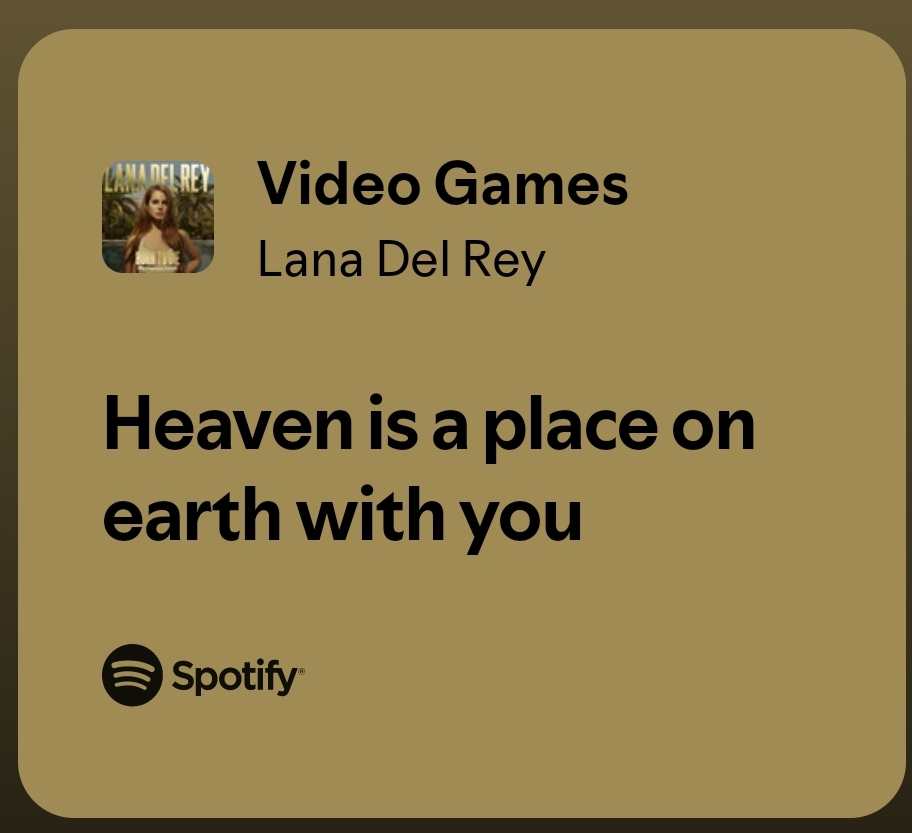 LANA DEL REY
Video Games
Lana Del Rey
Heaven is a place on
earth with you
Spotify®